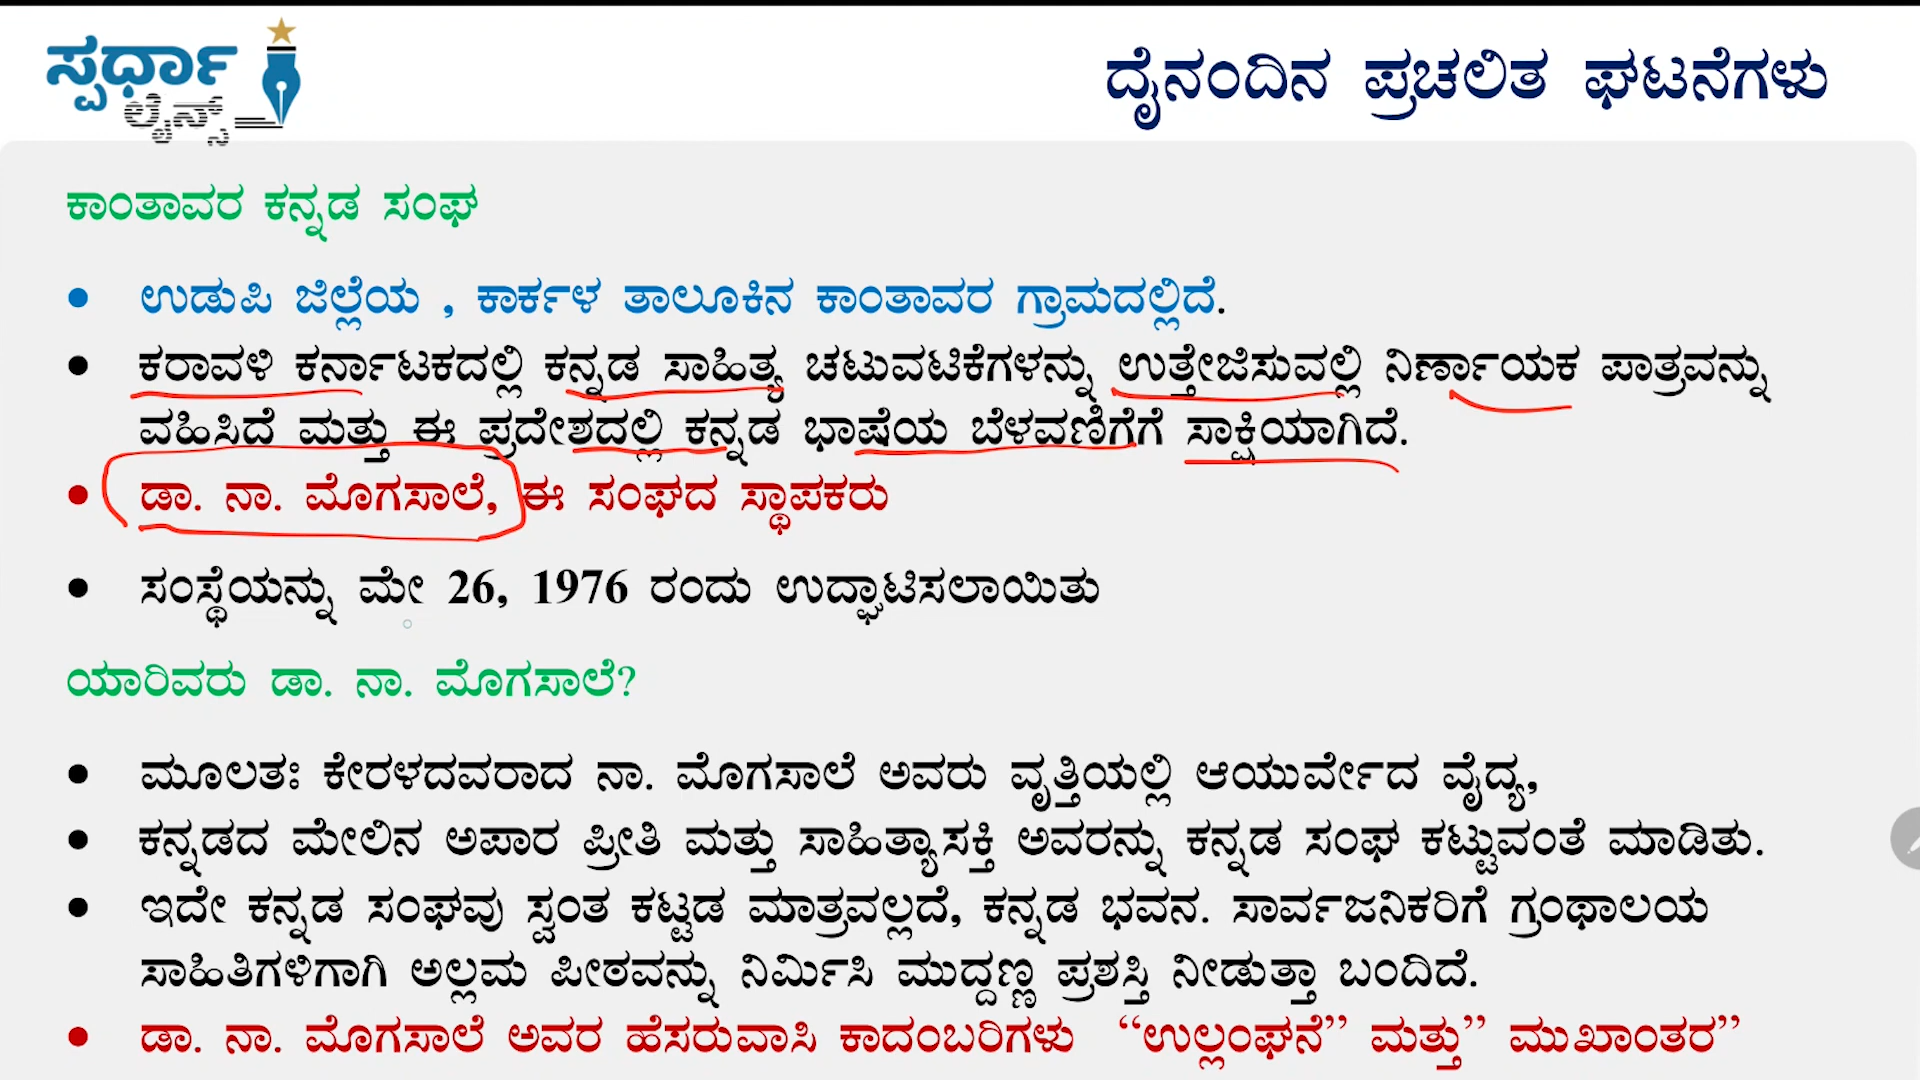 ಸ್ಪರ್ಧಾ
ಲೈನ್ಸ್
ದೈನಂದಿನ ಪ್ರಚಲಿತ ಘಟನೆಗಳು
ಕಾಂತಾವರ ಕನ್ನಡ ಸಂಘ
• ಉಡುಪಿ ಜಿಲ್ಲೆಯ , ಕಾರ್ಕಳ ತಾಲೂಕಿನ ಕಾಂತಾವರ ಗ್ರಾಮದಲ್ಲಿದೆ.
• ಕರಾವಳಿ ಕರ್ನಾಟಕದಲ್ಲಿ ಕನ್ನಡ ಸಾಹಿತ್ಯ ಚಟುವಟಿಕೆಗಳನ್ನು ಉತ್ತೇಜಿಸುವಲ್ಲಿ ನಿರ್ಣಾಯಕ ಪಾತ್ರವನ್ನು
ವಹಿಸಿದೆ ಮತ್ತು ಈ ಪ್ರದೇಶದಲ್ಲಿ ಕನ್ನಡ ಭಾಷೆಯ ಬೆಳವಣಿಗೆಗೆ ಸಾಕ್ಷಿಯಾಗಿದೆ.
• ಡಾ. ನಾ. ಮೊಗಸಾಲೆ, ಈ ಸಂಘದ ಸ್ಥಾಪಕರು
• ಸಂಸ್ಥೆಯನ್ನು ಮೇ 26, 1976 ರಂದು ಉದ್ಘಾಟಿಸಲಾಯಿತು
ಯಾರಿವರು ಡಾ. ನಾ. ಮೊಗಸಾಲೆ?
• ಮೂಲತಃ ಕೇರಳದವರಾದ ನಾ. ಮೊಗಸಾಲೆ ಅವರು ವೃತ್ತಿಯಲ್ಲಿ ಆಯುರ್ವೇದ ವೈದ್ಯ,
• ಕನ್ನಡದ ಮೇಲಿನ ಅಪಾರ ಪ್ರೀತಿ ಮತ್ತು ಸಾಹಿತ್ಯಾಸಕ್ತಿ ಅವರನ್ನು ಕನ್ನಡ ಸಂಘ ಕಟ್ಟುವಂತೆ ಮಾಡಿತು.
• ಇದೇ ಕನ್ನಡ ಸಂಘವು ಸ್ವಂತ ಕಟ್ಟಡ ಮಾತ್ರವಲ್ಲದೆ, ಕನ್ನಡ ಭವನ. ಸಾರ್ವಜನಿಕರಿಗೆ ಗ್ರಂಥಾಲಯ
ಸಾಹಿತಿಗಳಿಗಾಗಿ ಅಲ್ಲಮ ಪೀಠವನ್ನು ನಿರ್ಮಿಸಿ ಮುದ್ದಣ್ಣ ಪ್ರಶಸ್ತಿ ನೀಡುತ್ತಾ ಬಂದಿದೆ.
• ಡಾ. ನಾ. ಮೊಗಸಾಲೆ ಅವರ ಹೆಸರುವಾಸಿ ಕಾದಂಬರಿಗಳು “ಉಲ್ಲಂಘನೆ” ಮತ್ತು” ಮುಖಾಂತರ”